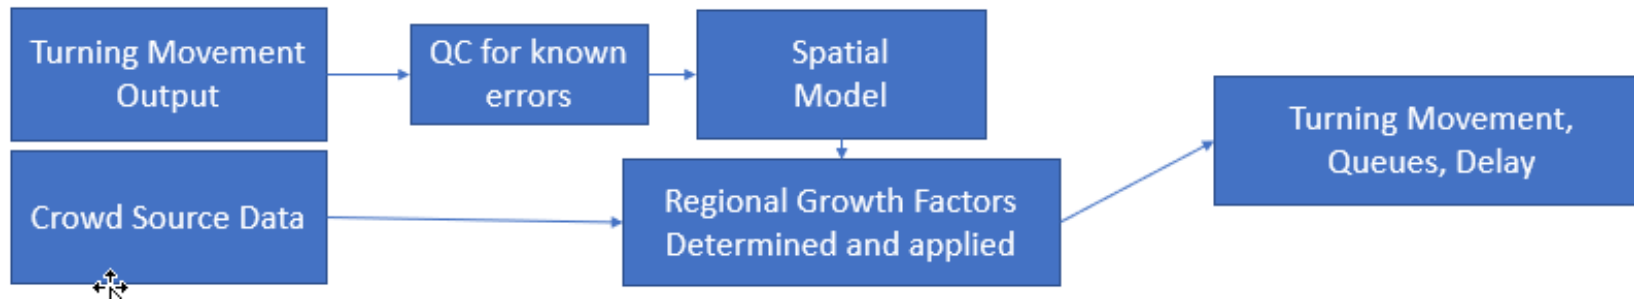 Turning Movement
Output
QC for known
errors
Spatial
Model
Turning Movement,
Queues, Delay
Crowd Source Data
Regional Growth Factors
Determined and applied